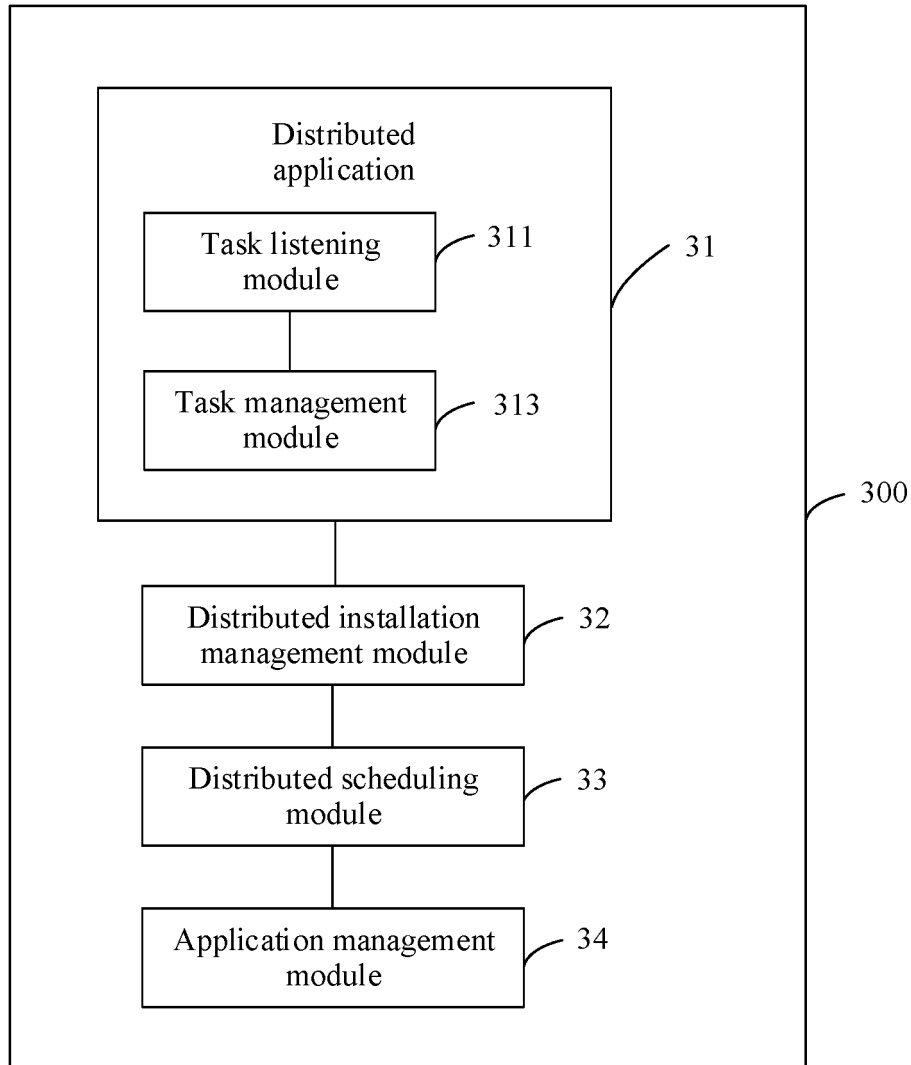 Distributed
application
Task listening
module
311
31
Task management
module
313
300
Distributed installation
management module
32
Distributed scheduling
module
33
Application management
module
34